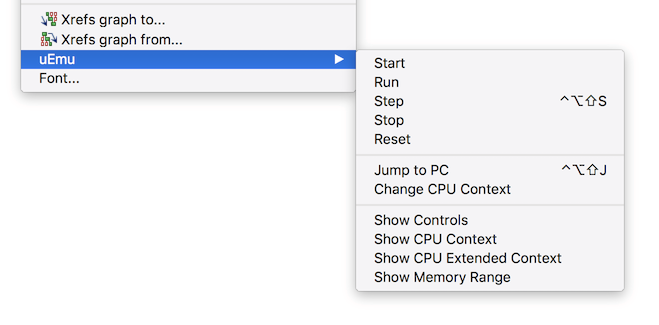 Xrefs graph to...
Xrefs graph from...
uEmu ▶
Font...
Start
Run
Step ^⌥⇧S
Stop
Reset
Jump to PC ^⌥⇧J
Change CPU Context
Show Controls
Show CPU Context
Show CPU Extended Context
Show Memory Range